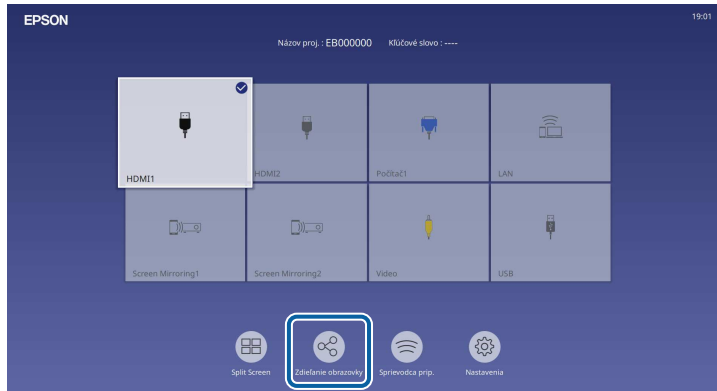 EPSON
19:01
Názov proj. : EB000000 Kľúčové slovo : ----
HDMI1
HDMI2
Počítač1
LAN
Screen Mirroring1
Screen Mirroring2
Video
USB
Split Screen
Zdieľanie obrazovky
Sprievodca prip.
Nastavenia